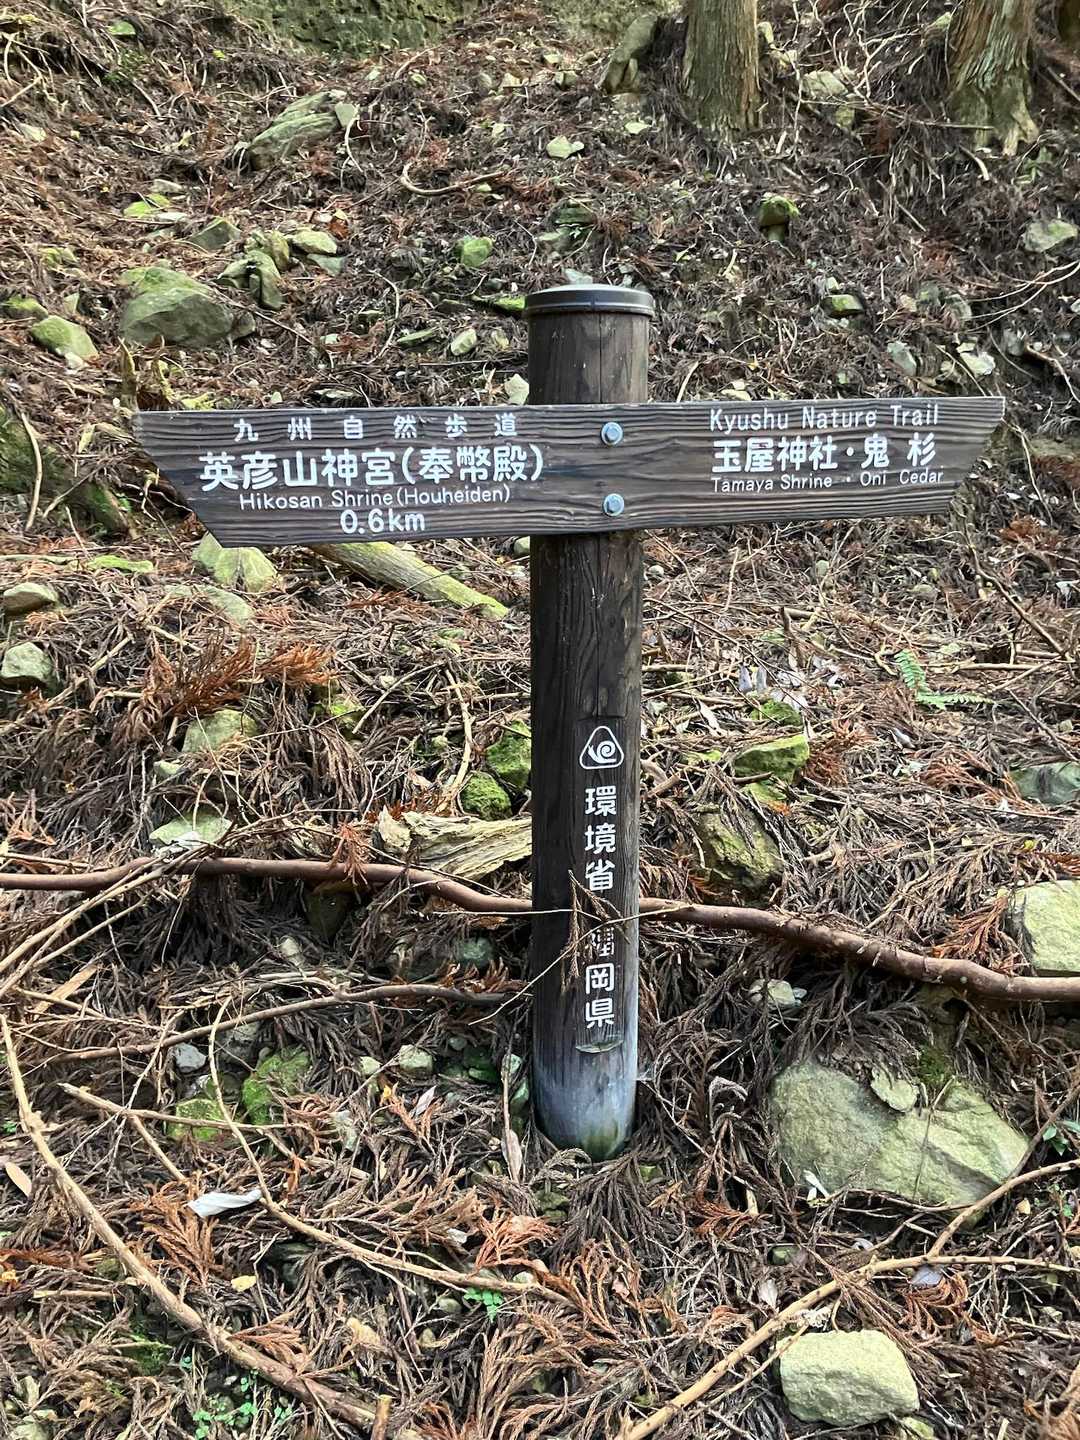 九州自然歩道
英彦山神宮(奉幣殿)
Hikosan Shrine(Houheiden)
0.6km
Kyushu Nature Trail
玉屋神社・鬼杉
Tamaya Shrine ・ Oni Cedar
環境省
福岡県